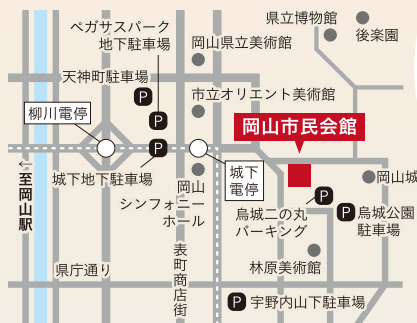 ペガサスパーク
地下駐車場
県立博物館
後楽園
岡山県立美術館
天神町駐車場
P
市立オリエント美術館
柳川電停
P
岡山市民会館
P
城下
電停
城下地下駐車場
岡山
シンフォニー
ホール
岡山城
P
烏城二の丸
パーキング
P
烏城公園
駐車場
←至岡山駅
表町商店街
林原美術館
県庁通り
P 宇野内山下駐車場